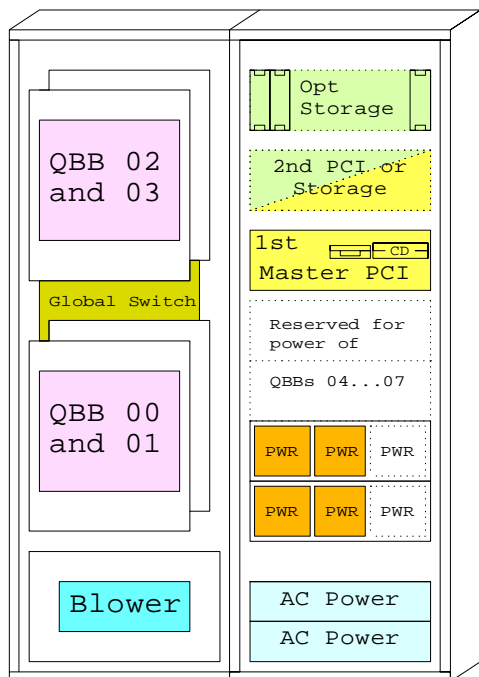 QBB 02
and 03
Global Switch
QBB 00
and 01
Blower
Opt
Storage
2nd PCI or
Storage
1st
CD
Master PCI
Reserved for
power of
QBBs 04...07
PWR PWR PWR
PWR PWR PWR
AC Power
AC Power